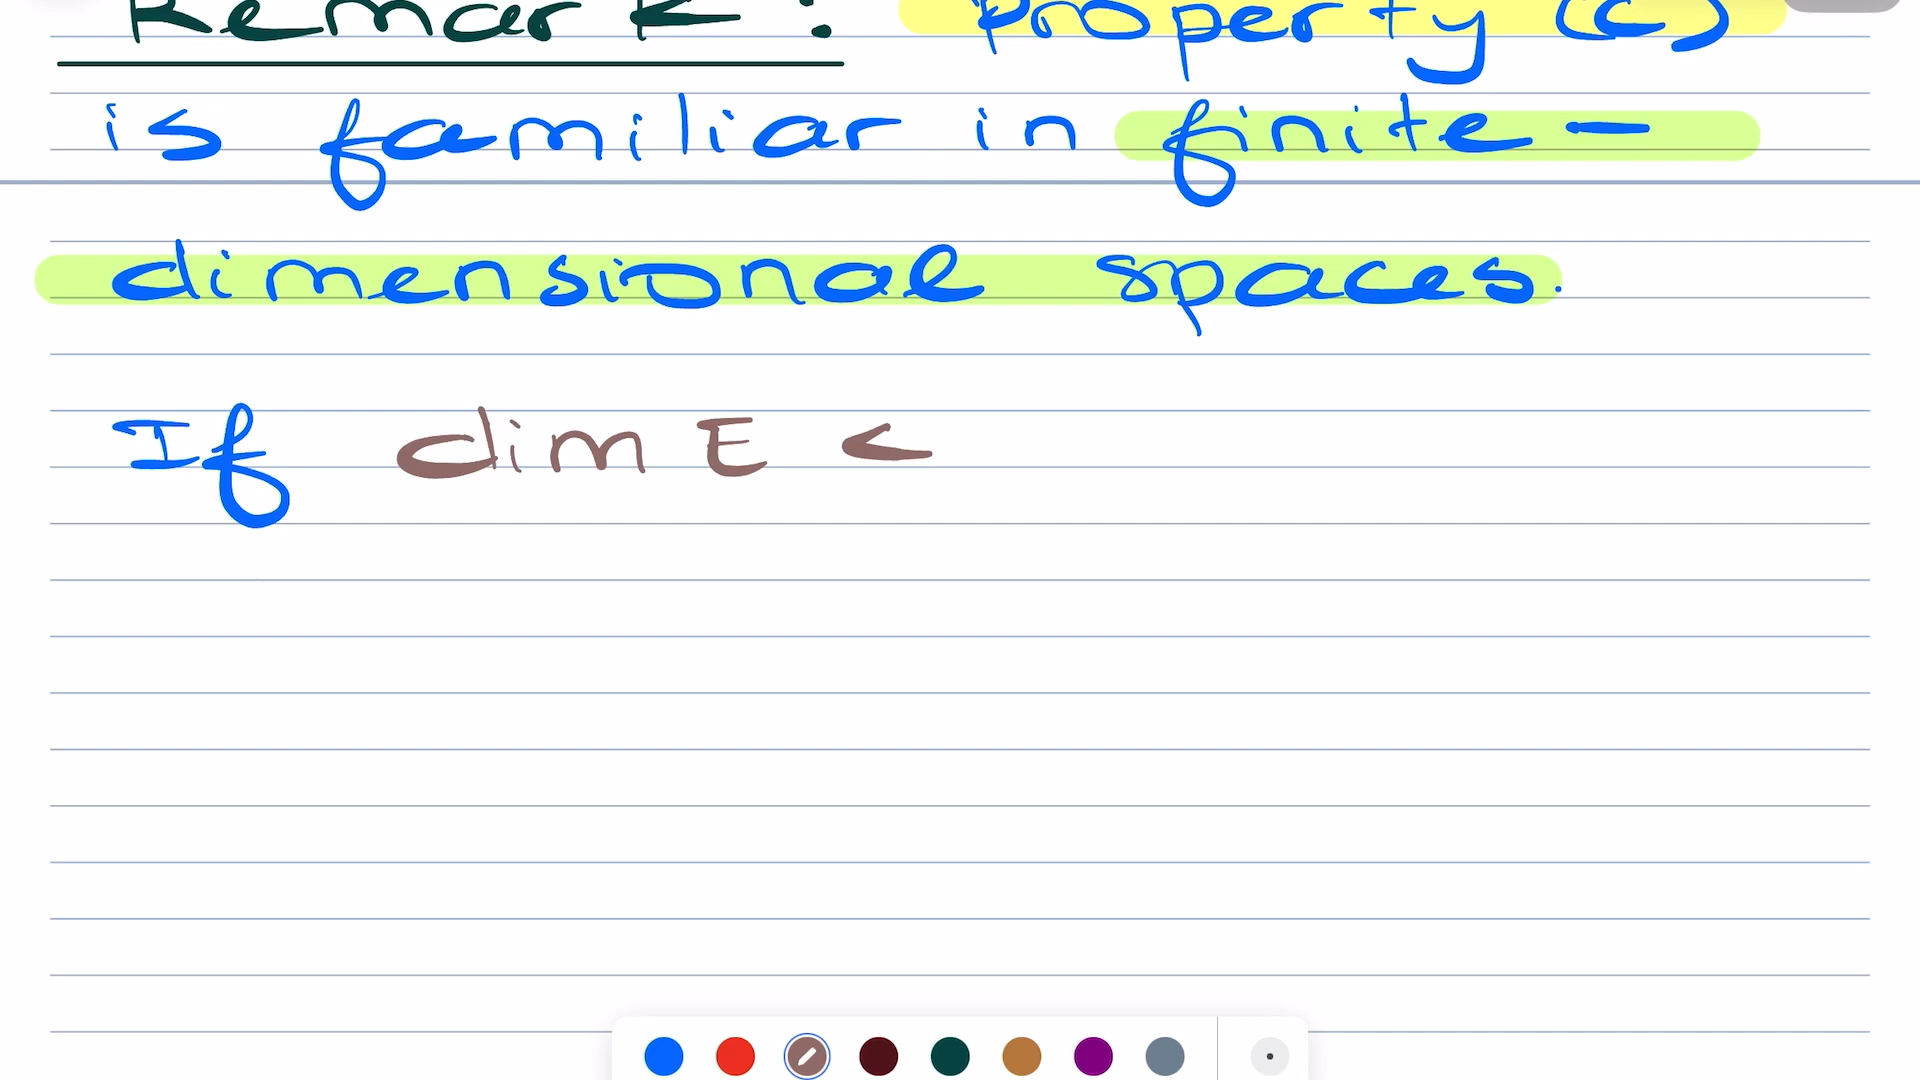 Remark: Property (c)
is familiar in finite-
dimensional spaces.
If dim E <